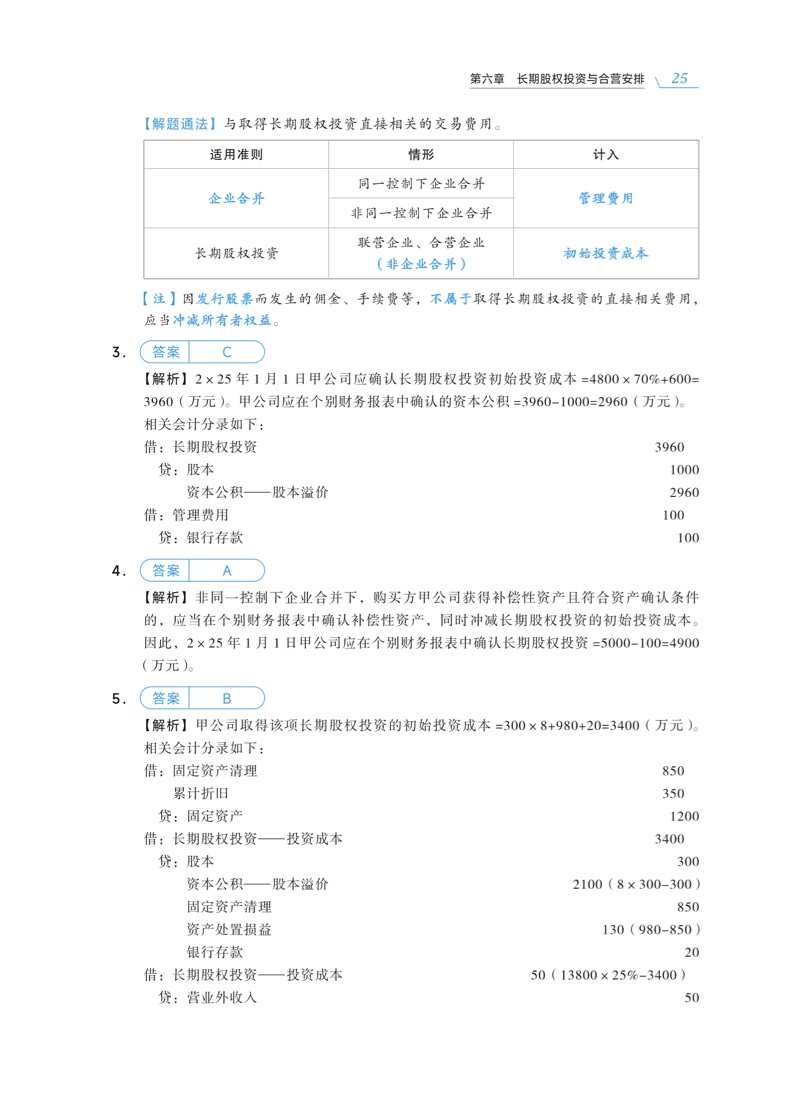 第六章 长期股权投资与合营安排 25
【解题通法】与取得长期股权投资直接相关的交易费用。
适用准则 情形 计入
企业合并 同一控制下企业合并 管理费用
非同一控制下企业合并
长期股权投资 联营企业、合营企业 初始投资成本
（非企业合并）
【注】因发行股票而发生的佣金、手续费等，不属于取得长期股权投资的直接相关费用，
应当冲减所有者权益。
3. 答案 C
【解析】2×25年1月1日甲公司应确认长期股权投资初始投资成本=4800×70%+600=
3960（万元）。甲公司应在个别财务报表中确认的资本公积=3960-1000=2960（万元）。
相关会计分录如下：
借：长期股权投资 3960
贷：股本 1000
资本公积——股本溢价 2960
借：管理费用 100
贷：银行存款 100
4. 答案 A
【解析】非同一控制下企业合并下，购买方甲公司获得补偿性资产且符合资产确认条件
的，应当在个别财务报表中确认补偿性资产，同时冲减长期股权投资的初始投资成本。
因此，2×25年1月1日甲公司应在个别财务报表中确认长期股权投资=5000-100=4900
（万元）。
5. 答案 B
【解析】甲公司取得该项长期股权投资的初始投资成本=300×8+980+20=3400（万元）。
相关会计分录如下：
借：固定资产清理 850
累计折旧 350
贷：固定资产 1200
借：长期股权投资——投资成本 3400
贷：股本 300
资本公积——股本溢价 2100（8×300-300）
固定资产清理 850
资产处置损益 130（980-850）
银行存款 20
借：长期股权投资——投资成本 50（13800×25%-3400）
贷：营业外收入 50